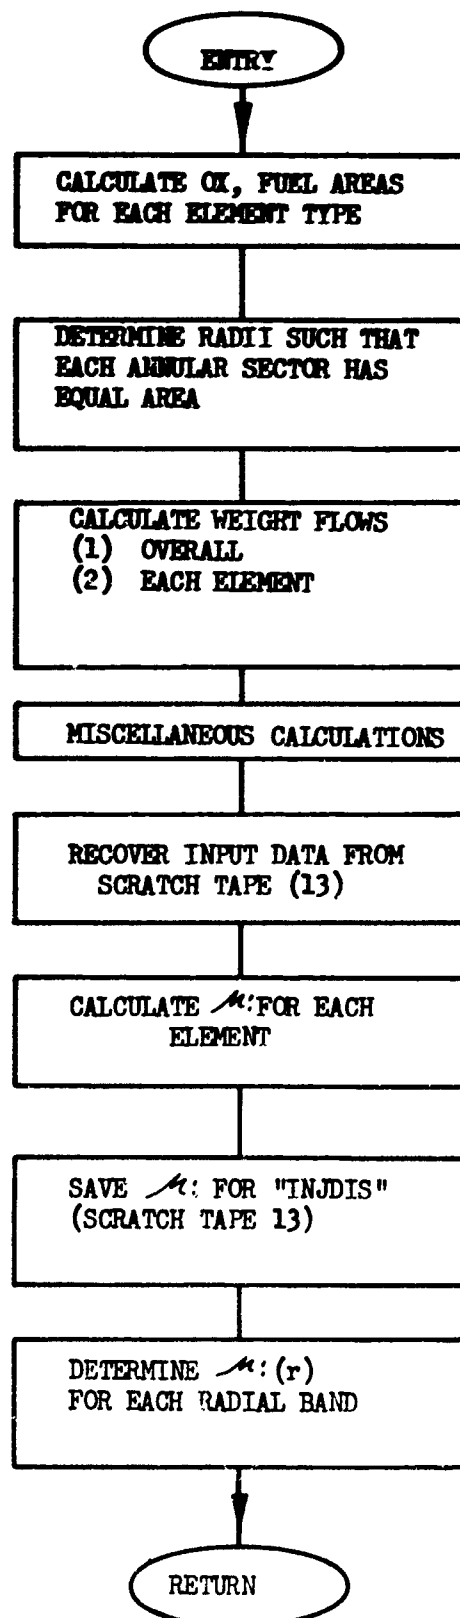 ENTRY
CALCULATE OX, FUEL AREAS
FOR EACH ELEMENT TYPE
DETERMINE RADII SUCH THAT
EACH ANNULAR SECTOR HAS
EQUAL AREA
CALCULATE WEIGHT FLOWS
(1) OVERALL
(2) EACH ELEMENT
MISCELLANEOUS CALCULATIONS
RECOVER INPUT DATA FROM
SCRATCH TAPE (13)
CALCULATE FOR EACH
ELEMENT
SAVE FOR "INJDIS"
(SCRATCH TAPE 13)
DETERMINE (r)
FOR EACH RADIAL BAND
RETURN